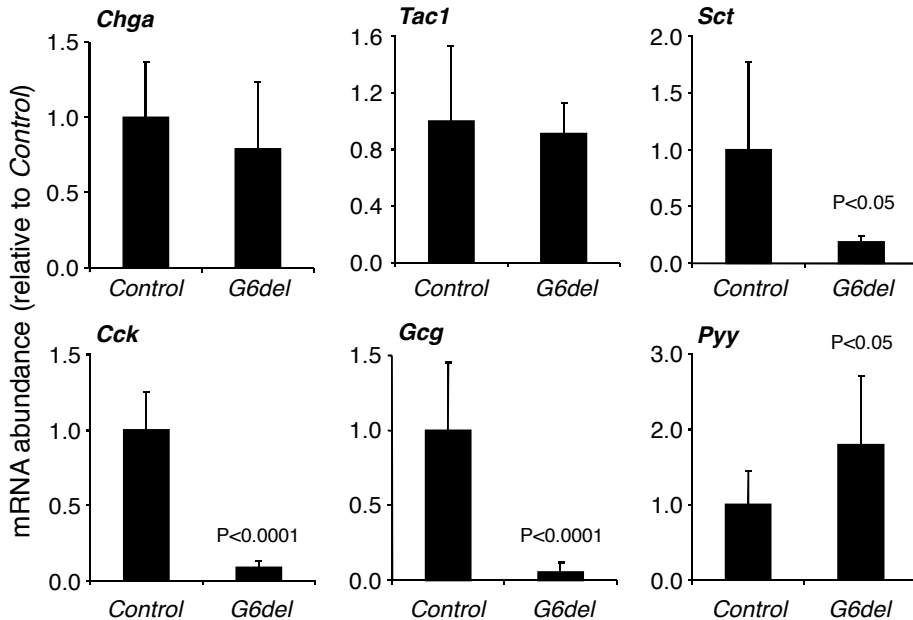 mRNA abundance (relative to Control)
Chga
1.5
1.0
0.5
0.0
Control G6del
Tac1
1.6
1.2
0.8
0.4
0.0
Control G6del
Sct
2.0
1.5
1.0
0.5
0.0
P<0.05
Control G6del
Cck
1.5
1.0
0.5
0.0
P<0.0001
Control G6del
Gcg
1.5
1.0
0.5
0.0
P<0.0001
Control G6del
Pyy
3.0
2.0
1.0
0.0
P<0.05
Control G6del